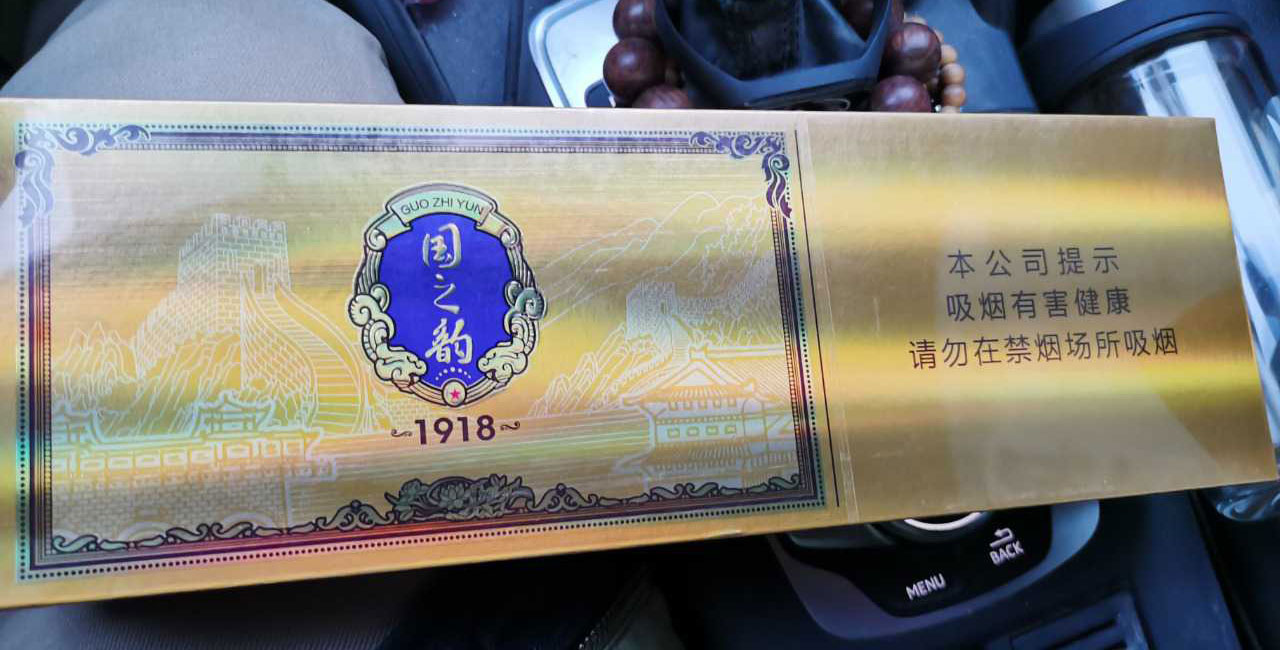 GUO ZHI YUN
国之韵
1918
本公司提示
吸烟有害健康
请勿在禁烟场所吸烟
BACK
MENU